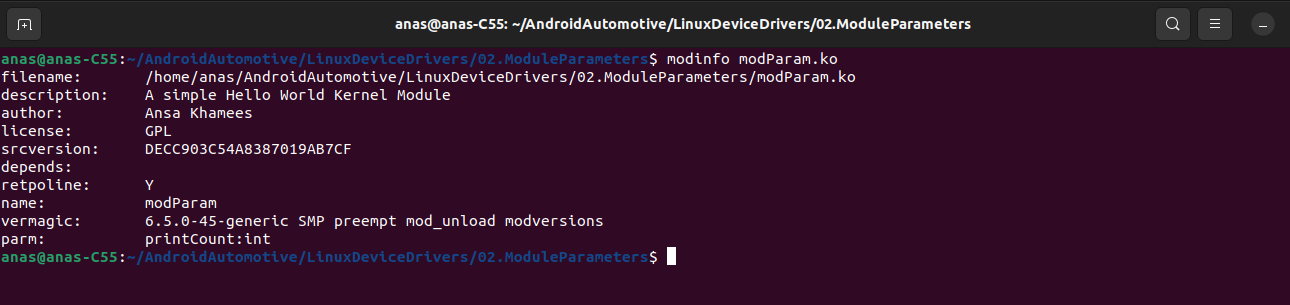 anas@anas-C55: ~/AndroidAutomotive/LinuxDeviceDrivers/02.ModuleParameters
anas@anas-C55:~/AndroidAutomotive/LinuxDeviceDrivers/02.ModuleParameters$ modinfo modParam.ko
filename:       /home/anas/AndroidAutomotive/LinuxDeviceDrivers/02.ModuleParameters/modParam.ko
description:    A simple Hello World Kernel Module
author:         Ansa Khamees
license:        GPL
srcversion:     DECC903C54A8387019AB7CF
depends:
retpoline:      Y
name:           modParam
vermagic:       6.5.0-45-generic SMP preempt mod_unload modversions
parm:           printCount:int
anas@anas-C55:~/AndroidAutomotive/LinuxDeviceDrivers/02.ModuleParameters$